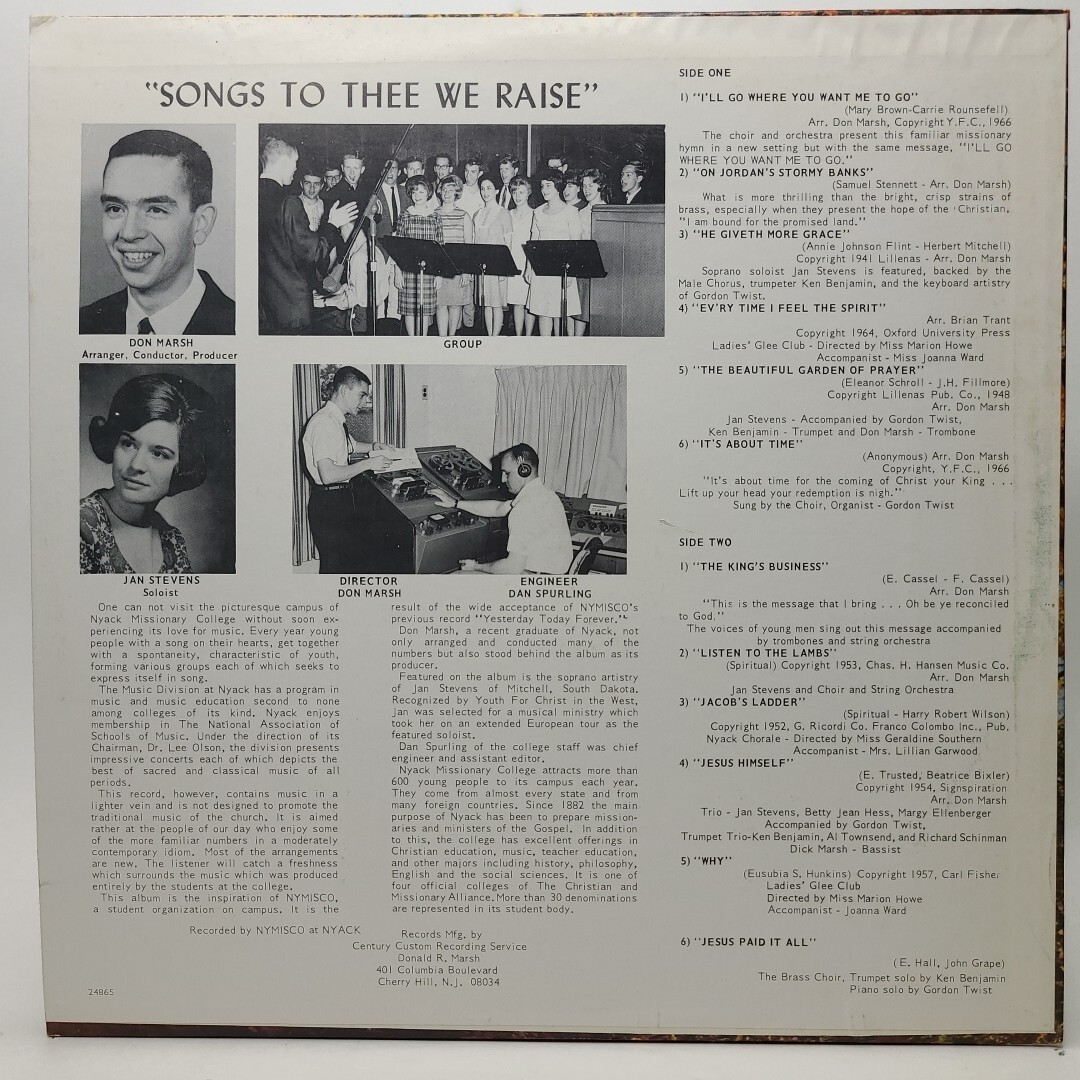 "SONGS TO THEE WE RAISE"
DON MARSH
Arranger, Conductor, Producer
GROUP
JAN STEVENS
Soloist
DIRECTOR
DON MARSH
ENGINEER
DAN SPURLING
One can not visit the picturesque campus of
Nyack Missionary College without soon ex-
periencing its love for music. Every year young
people with a song on their hearts, get together
with a spontaneity, characteristic of youth,
forming various groups each of which seeks to
express itself in song.
The Music Division at Nyack has a program in
music and music education second to none
among colleges of its kind. Nyack enjoys
membership in The National Association of
Schools of Music. Under the direction of its
Chairman, Dr. Lee Olson, the division presents
impressive concerts each of which depicts the
best of sacred and classical music of all
periods.
This record, however, contains music in a
lighter vein and is not designed to promote the
traditional music of the church. It is aimed
rather at the people of our day who enjoy some
of the more familiar numbers in a moderately
contemporary idiom. Most of the arrangements
are new. The listener will catch a freshness
which surrounds the music which was produced
entirely by the students at the college.
This album is the inspiration of NYMISCO,
a student organization on campus. It is the
result of the wide acceptance of NYMISCO's
previous record "Yesterday Today Forever."
Don Marsh, a recent graduate of Nyack, not
only arranged and conducted many of the
numbers but also stood behind the album as its
producer.
Featured on the album is the soprano artistry
of Jan Stevens of Mitchell, South Dakota.
Recognized by Youth For Christ in the West,
Jan was selected for a musical ministry which
took her on an extended European tour as the
featured soloist.
Dan Spurling of the college staff was chief
engineer and assistant editor.
Nyack Missionary College attracts more than
600 young people to its campus each year.
They come from almost every state and from
many foreign countries. Since 1882 the main
purpose of Nyack has been to prepare mission-
aries and ministers of the Gospel. In addition
to this, the college has excellent offerings in
Christian education, music, teacher education,
and other majors including history, philosophy,
English and the social sciences. It is one of
four official colleges of The Christian and
Missionary Alliance. More than 30 denominations
are represented in its student body.
Recorded by NYMISCO at NYACK
Records Mfg. by
Century Custom Recording Service
Donald R. Marsh
401 Columbia Boulevard
Cherry Hill, N.J. 08034
24865
SIDE ONE
1) "I'LL GO WHERE YOU WANT ME TO GO"
(Mary Brown-Carrie Rounsefell)
Arr. Don Marsh, Copyright Y.F.C., 1966
The choir and orchestra present this familiar missionary
hymn in a new setting but with the same message, "I'LL GO
WHERE YOU WANT ME TO GO."
2) "ON JORDAN'S STORMY BANKS"
(Samuel Stennett - Arr. Don Marsh)
What is more thrilling than the bright, crisp strains of
brass, especially when they present the hope of the Christian,
"I am bound for the promised land."
3) "HE GIVETH MORE GRACE"
(Annie Johnson Flint - Herbert Mitchell)
Copyright 1941 Lillenas - Arr. Don Marsh
Soprano soloist Jan Stevens is featured, backed by the
Male Chorus, trumpeter Ken Benjamin, and the keyboard artistry
of Gordon Twist.
4) "EV'RY TIME I FEEL THE SPIRIT"
Arr. Brian Trant
Copyright 1964, Oxford University Press
Ladies' Glee Club - Directed by Miss Marion Howe
Accompanist - Miss Joanna Ward
5) "THE BEAUTIFUL GARDEN OF PRAYER"
(Eleanor Schroll - J.H. Fillmore)
Copyright Lillenas Pub. Co., 1948
Arr. Don Marsh
Jan Stevens - Accompanied by Gordon Twist,
Ken Benjamin - Trumpet and Don Marsh - Trombone
6) "IT'S ABOUT TIME"
(Anonymous) Arr. Don Marsh
Copyright, Y.F.C., 1966
"It's about time for the coming of Christ your King . . .
Lift up your head your redemption is nigh."
Sung by the Choir, Organist - Gordon Twist
SIDE TWO
1) "THE KING'S BUSINESS"
(E. Cassel - F. Cassel)
Arr. Don Marsh
"This is the message that I bring . . . Oh be ye reconciled
to God."
The voices of young men sing out this message accompanied
by trombones and string orchestra
2) "LISTEN TO THE LAMBS"
(Spiritual) Copyright 1953, Chas. H. Hansen Music Co.
Arr. Don Marsh
Jan Stevens and Choir and String Orchestra
3) "JACOB'S LADDER"
(Spiritual - Harry Robert Wilson)
Copyright 1952, G. Ricordi Co. Franco Colombo Inc., Pub.
Nyack Chorale - Directed by Miss Geraldine Southern
Accompanist - Mrs. Lillian Garwood
4) "JESUS HIMSELF"
(E. Trusted, Beatrice Bixler)
Copyright 1954, Signspiration
Arr. Don Marsh
Trio - Jan Stevens, Betty Jean Hess, Margy Ellenberger
Accompanied by Gordon Twist,
Trumpet Trio-Ken Benjamin, Al Townsend, and Richard Schinman
Dick Marsh - Bassist
5) "WHY"
(Eusubia S. Hunkins) Copyright 1957, Carl Fisher
Ladies' Glee Club
Directed by Miss Marion Howe
Accompanist - Joanna Ward
6) "JESUS PAID IT ALL"
(E. Hall, John Grape)
The Brass Choir, Trumpet solo by Ken Benjamin
Piano solo by Gordon Twist